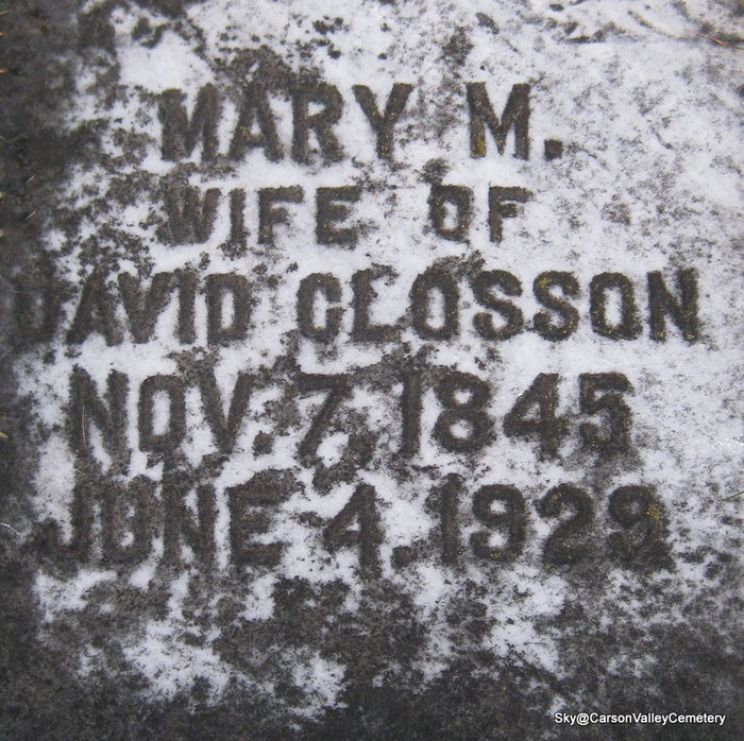 MARY M.
WIFE OF
DAVID CLOSSON
NOV. 7, 1845
JUNE 4, 1929
Sky@CarsonValleyCemetery